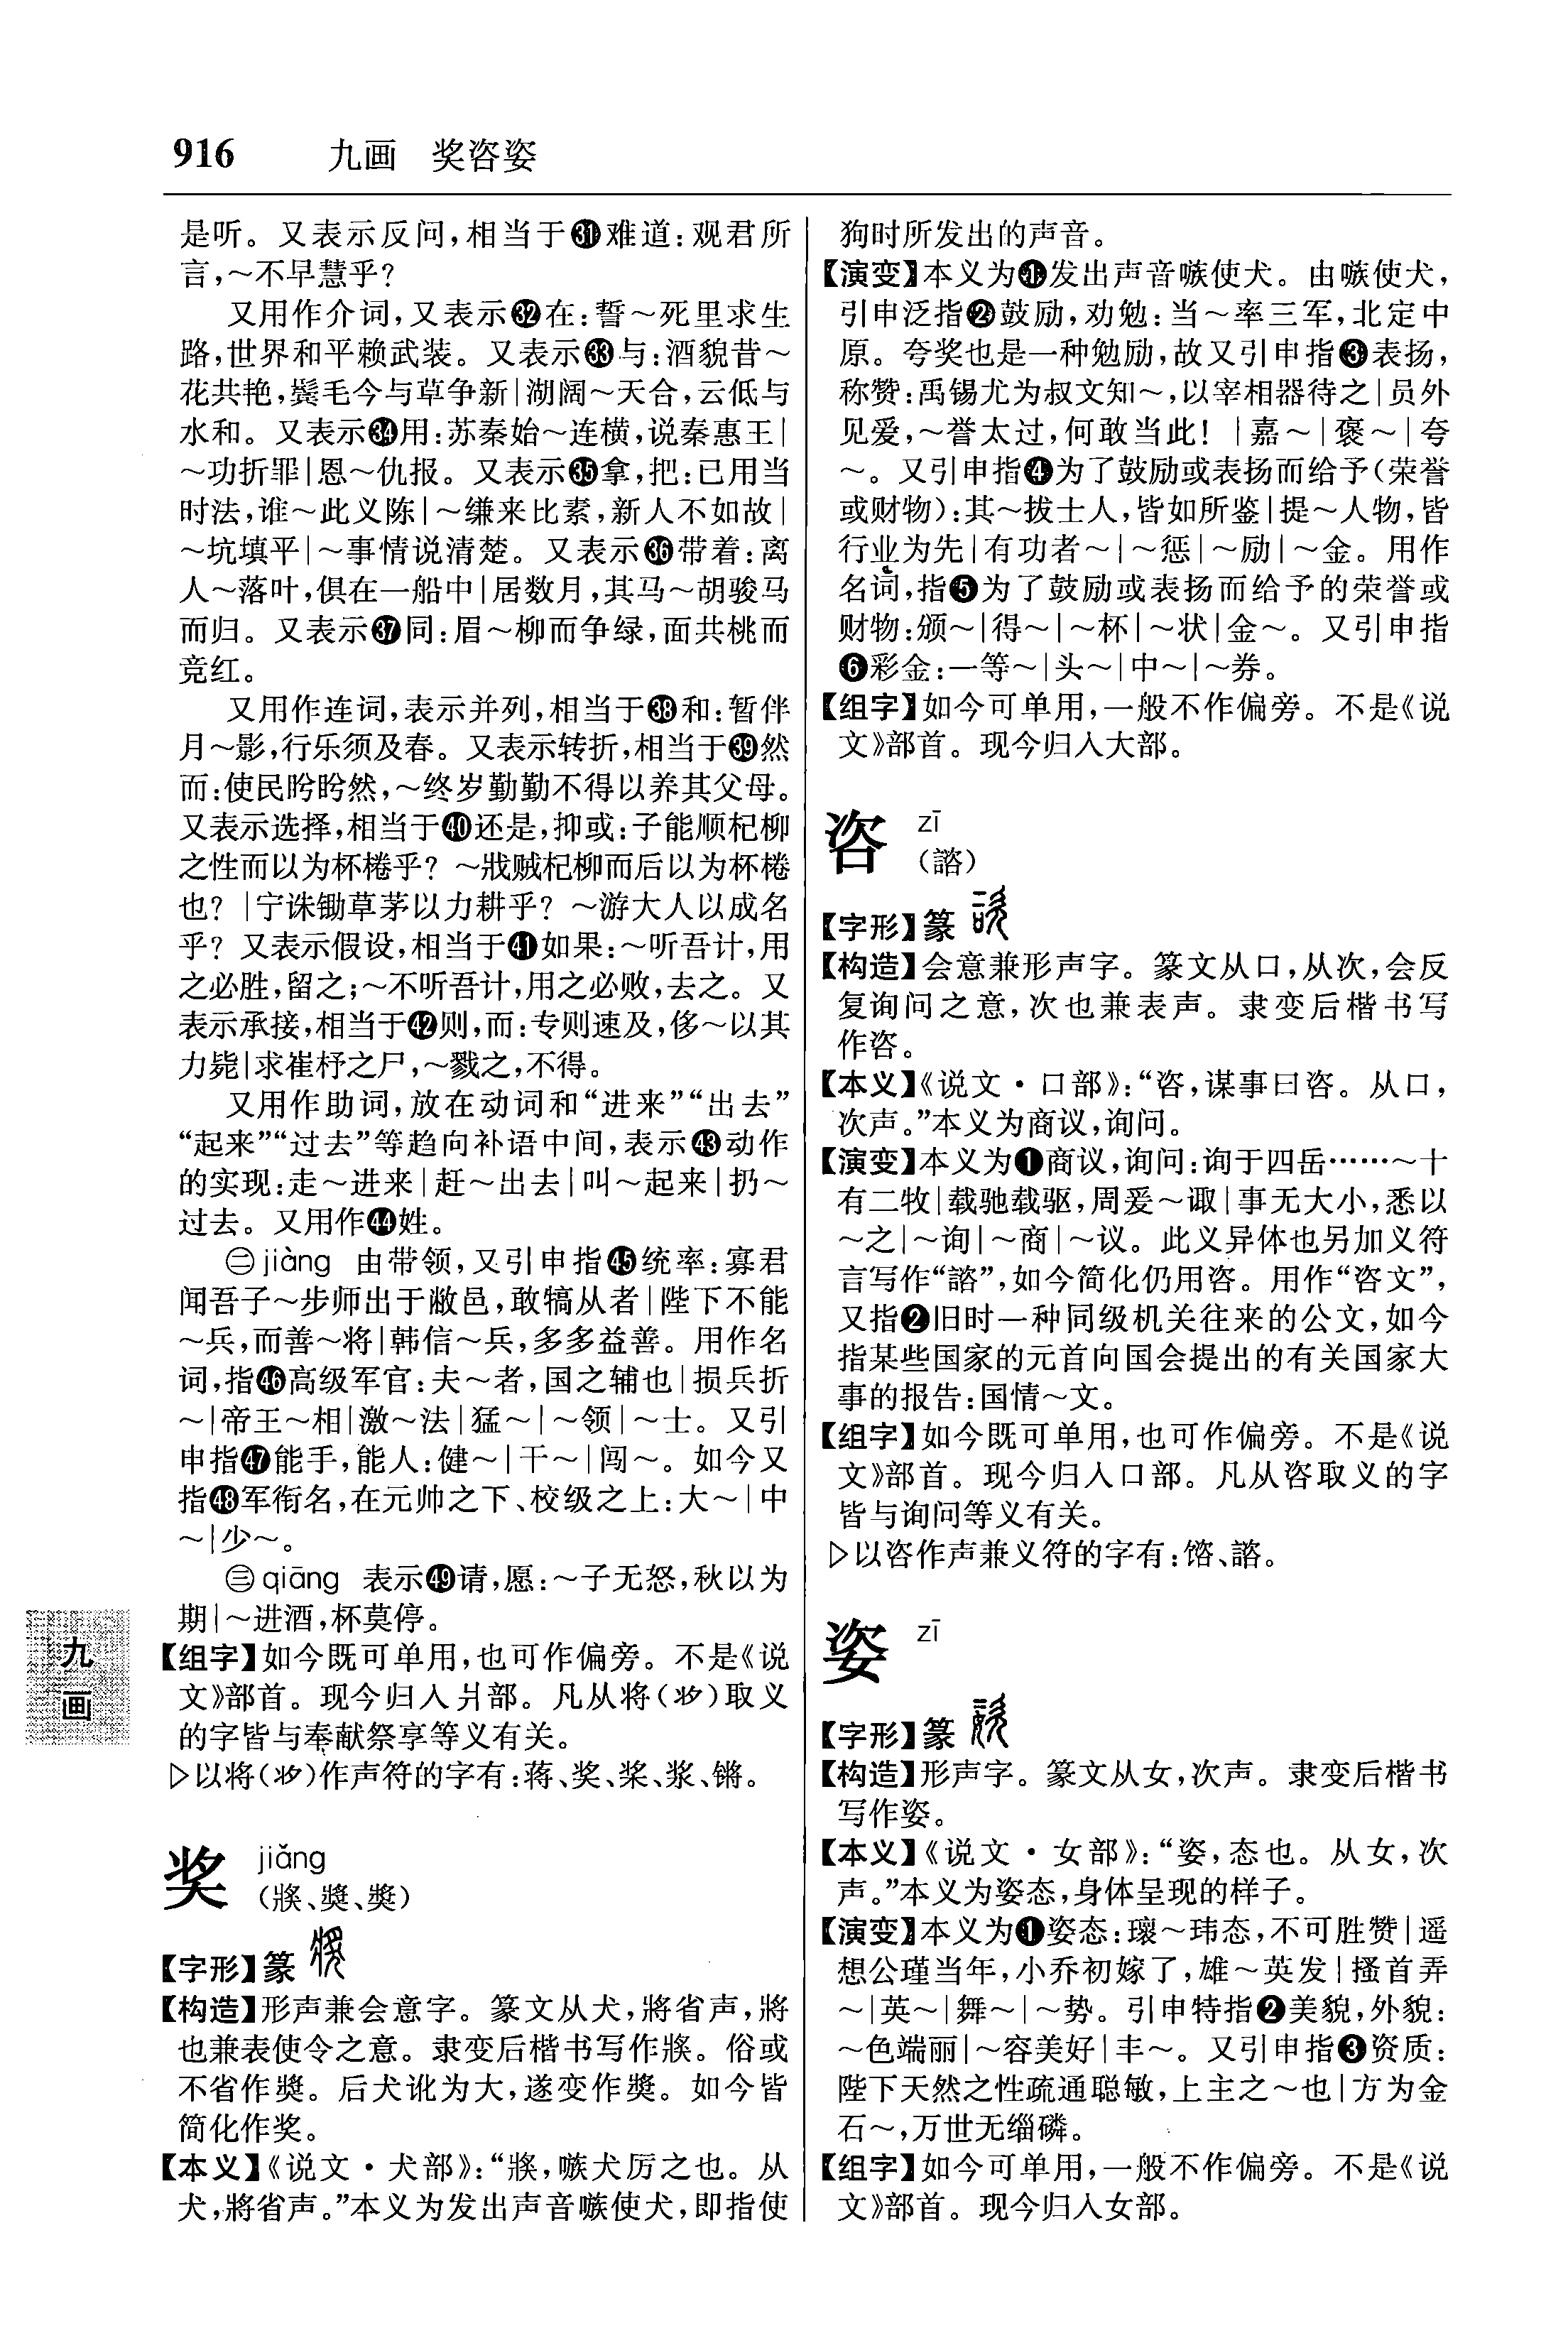 916 九画 奖咨姿
是听。又表示反问,相当于㉛难道:观君所
言,～不早慧乎?
又用作介词,又表示㉜在:誓～死里求生
路,世界和平赖武装。又表示㉝与:酒貌昔～
花共艳,鬓毛今与草争新|湖阔～天合,云低与
水和。又表示㉞用:苏秦始～连横,说秦惠王|
～功折罪|恩～仇报。又表示㉟拿,把:已用当
时法,谁～此义陈|～缣来比素,新人不如故|
～坑填平|～事情说清楚。又表示㊱带着:离
人～落叶,俱在一船中|居数月,其马～胡骏马
而归。又表示㊲同:眉～柳而争绿,面共桃而
竞红。
又用作连词,表示并列,相当于㊳和:暂伴
月～影,行乐须及春。又表示转折,相当于㊴然
而:使民盻盻然,～终岁勤勤不得以养其父母。
又表示选择,相当于㊵还是,抑或:子能顺杞柳
之性而以为杯棬乎? ～戕贼杞柳而后以为杯棬
也? |宁诛锄草茅以力耕乎? ～游大人以成名
乎? 又表示假设,相当于㊶如果:～听吾计,用
之必胜,留之;～不听吾计,用之必败,去之。又
表示承接,相当于㊷则,而:专则速及,侈～以其
力毙|求崔杼之尸,～戮之,不得。
又用作助词,放在动词和“进来”“出去”
“起来”“过去”等趋向补语中间,表示㊸动作
的实现:走～进来|赶～出去|叫～起来|扔～
过去。又用作㊹姓。
㊁jiàng 由带领,又引申指㊺统率:寡君
闻吾子～步师出于敝邑,敢犒从者|陛下不能
～兵,而善～将|韩信～兵,多多益善。用作名
词,指㊻高级军官:夫～者,国之辅也|损兵折
～|帝王～相|激～法|猛～|～领|～士。又引
申指㊼能手,能人:健～|干～|闯～。如今又
指㊽军衔名,在元帅之下、校级之上:大～|中
～|少～。
㊂qiāng 表示㊾请,愿:～子无怒,秋以为
期|～进酒,杯莫停。
【组字】如今既可单用,也可作偏旁。不是《说
文》部首。现今归入爿部。凡从将(丬夕)取义
的字皆与奉献祭享等义有关。
▷以将(丬夕)作声符的字有:蒋、奖、桨、浆、锵。
奖 jiǎng
(㢡、奬、獎)
【字形】篆
【构造】形声兼会意字。篆文从犬,將省声,將
也兼表使令之意。隶变后楷书写作㢡。俗或
不省作獎。后犬讹为大,遂变作奬。如今皆
简化作奖。
【本义】《说文·犬部》:“㢡,嗾犬厉之也。从
犬,將省声。”本义为发出声音嗾使犬,即指使
狗时所发出的声音。
【演变】本义为❶发出声音嗾使犬。由嗾使犬,
引申泛指❷鼓励,劝勉:当～率三军,北定中
原。夸奖也是一种勉励,故又引申指❸表扬,
称赞:禹锡尤为叔文知～,以宰相器待之|员外
见爱,～誉太过,何敢当此! |嘉～|褒～|夸
～。又引申指❹为了鼓励或表扬而给予(荣誉
或财物):其～拔士人,皆如所鉴|提～人物,皆
行业为先|有功者～|～惩|～励|～金。用作
名词,指❺为了鼓励或表扬而给予的荣誉或
财物:颁～|得～|～杯|～状|金～。又引申指
❻彩金:一等～|头～|中～|～券。
【组字】如今可单用,一般不作偏旁。不是《说
文》部首。现今归入大部。
咨 zī
(諮)
【字形】篆
【构造】会意兼形声字。篆文从口,从次,会反
复询问之意,次也兼表声。隶变后楷书写
作咨。
【本义】《说文·口部》:“咨,谋事曰咨。从口,
次声。”本义为商议,询问。
【演变】本义为❶商议,询问:询于四岳……～十
有二牧|载驰载驱,周爰～诹|事无大小,悉以
～之|～询|～商|～议。此义异体也另加义符
言写作“諮”,如今简化仍用咨。用作“咨文”,
又指❷旧时一种同级机关往来的公文,如今
指某些国家的元首向国会提出的有关国家大
事的报告:国情～文。
【组字】如今既可单用,也可作偏旁。不是《说
文》部首。现今归入口部。凡从咨取义的字
皆与询问等义有关。
▷以咨作声兼义符的字有:㗜、諮。
姿 zī
【字形】篆
【构造】形声字。篆文从女,次声。隶变后楷书
写作姿。
【本义】《说文·女部》:“姿,态也。从女,次
声。”本义为姿态,身体呈现的样子。
【演变】本义为❶姿态:瓌～玮态,不可胜赞|遥
想公瑾当年,小乔初嫁了,雄～英发|搔首弄
～|英～|舞～|～势。引申特指❷美貌,外貌:
～色端丽|～容美好|丰～。又引申指❸资质:
陛下天然之性疏通聪敏,上主之～也|方为金
石～,万世无缁磷。
【组字】如今可单用,一般不作偏旁。不是《说
文》部首。现今归入女部。
九
画